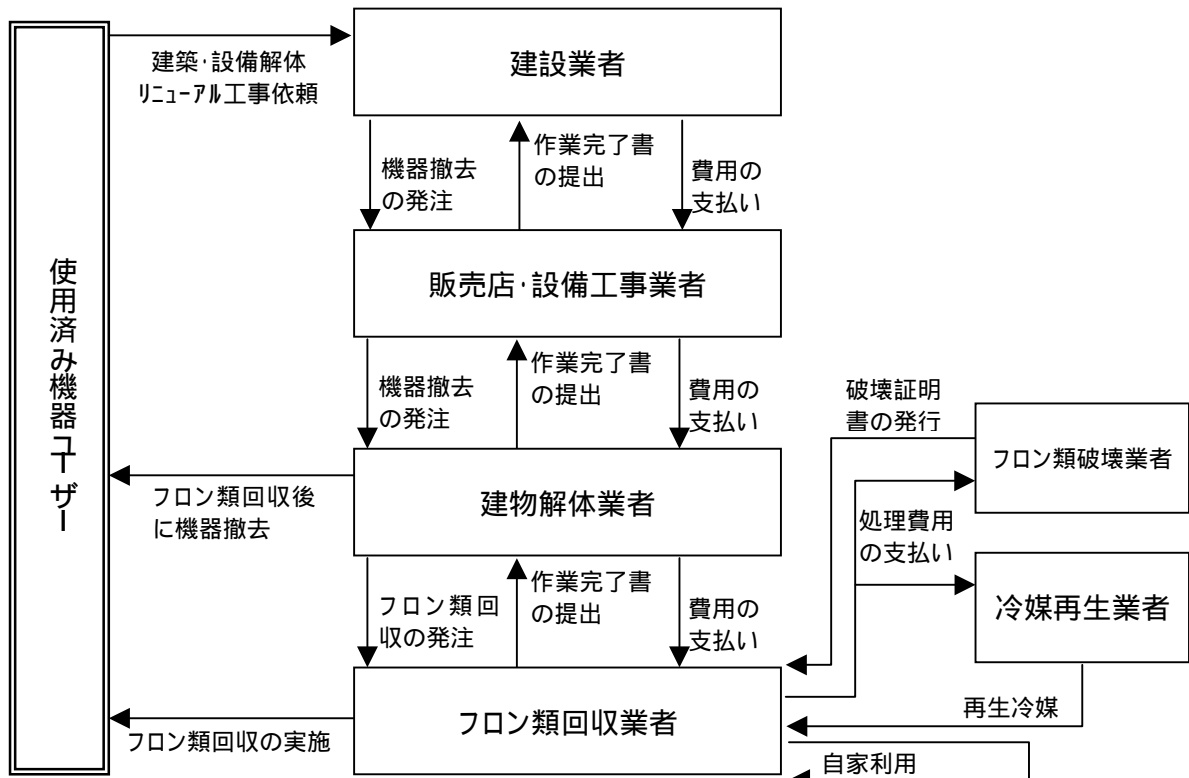 建設業者
建築･設備解体
ﾘﾆｭｰｱﾙ工事依頼
機器撤去
の発注
作業完了書
の提出
費用の
支払い
使用済み機器ユーザー
販売店･設備工事業者
機器撤去
の発注
作業完了書
の提出
費用の
支払い
破壊証明
書の発行
フロン類破壊業者
建物解体業者
フロン類回収後
に機器撤去
処理費用
の支払い
冷媒再生業者
フロン類回
収の発注
作業完了書
の提出
費用の
支払い
フロン類回収業者
再生冷媒
フロン類回収の実施
自家利用